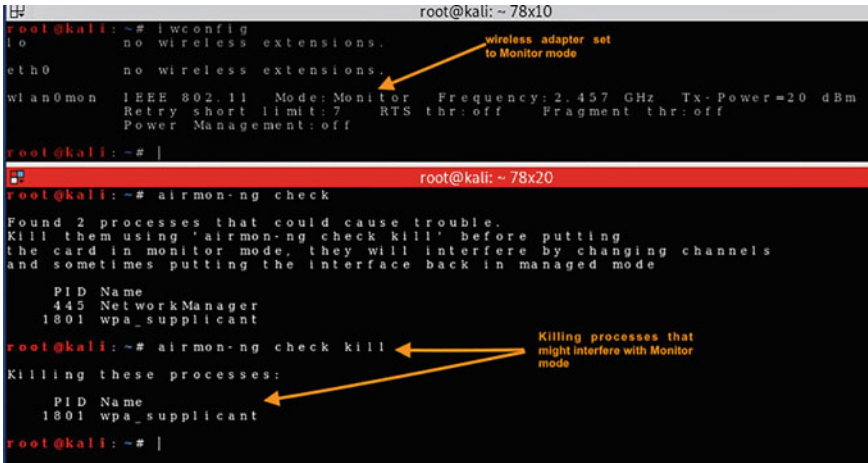 root@kali: ~ 78x10
root@kali:~# iwconfig
lo no wireless extensions.
wireless adapter set
to Monitor mode
eth0 no wireless extensions.
wlan0mon IEEE 802.11 Mode:Monitor Frequency:2.457 GHz Tx-Power=20 dBm
Retry short limit:7 RTS thr:off Fragment thr:off
Power Management:off
root@kali:~#
root@kali: ~ 78x20
root@kali:~# airmon-ng check
Found 2 processes that could cause trouble.
Kill them using 'airmon-ng check kill' before putting
the card in monitor mode, they will interfere by changing channels
and sometimes putting the interface back in managed mode
PID Name
445 NetworkManager
1801 wpa_supplicant
root@kali:~# airmon-ng check kill
Killing processes that
might interfere with Monitor
mode
Killing these processes:
PID Name
1801 wpa_supplicant
root@kali:~#